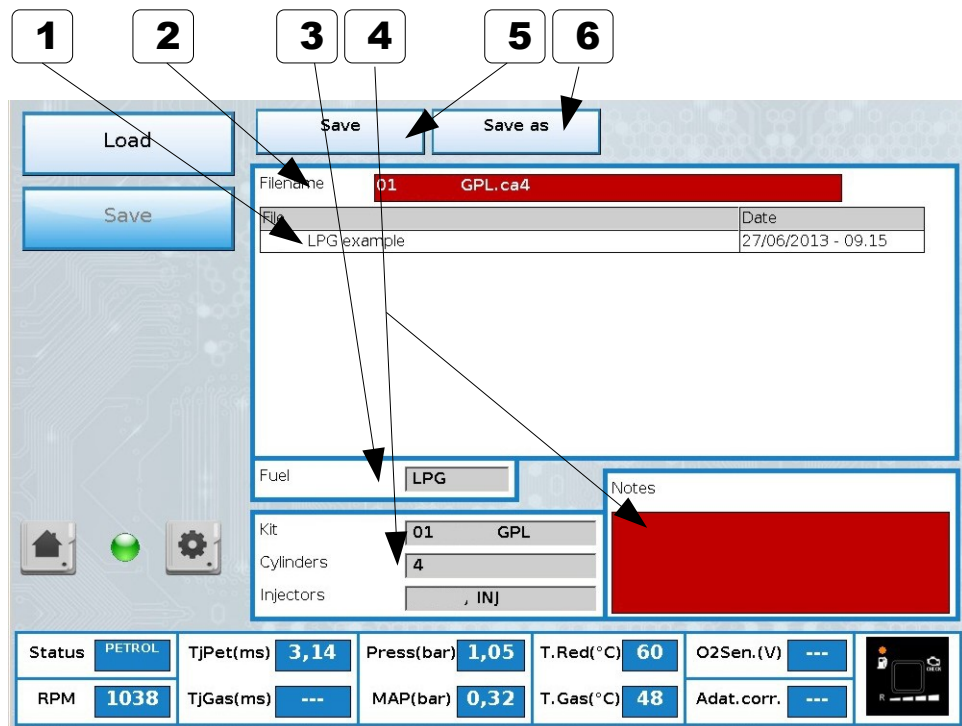 1 2 3 4 5 6
Load
Save
Save Save as
Filename 01 GPL.ca4
File Date
LPG example 27/06/2013 - 09.15
Fuel LPG
Kit 01 GPL
Cylinders 4
Injectors , INJ
Notes
Status PETROL TjPet(ms) 3,14 Press(bar) 1,05 T.Red(°C) 60 O2Sen.(V) ---
RPM 1038 TjGas(ms) --- MAP(bar) 0,32 T.Gas(°C) 48 Adat.corr. ---
CHECK
R